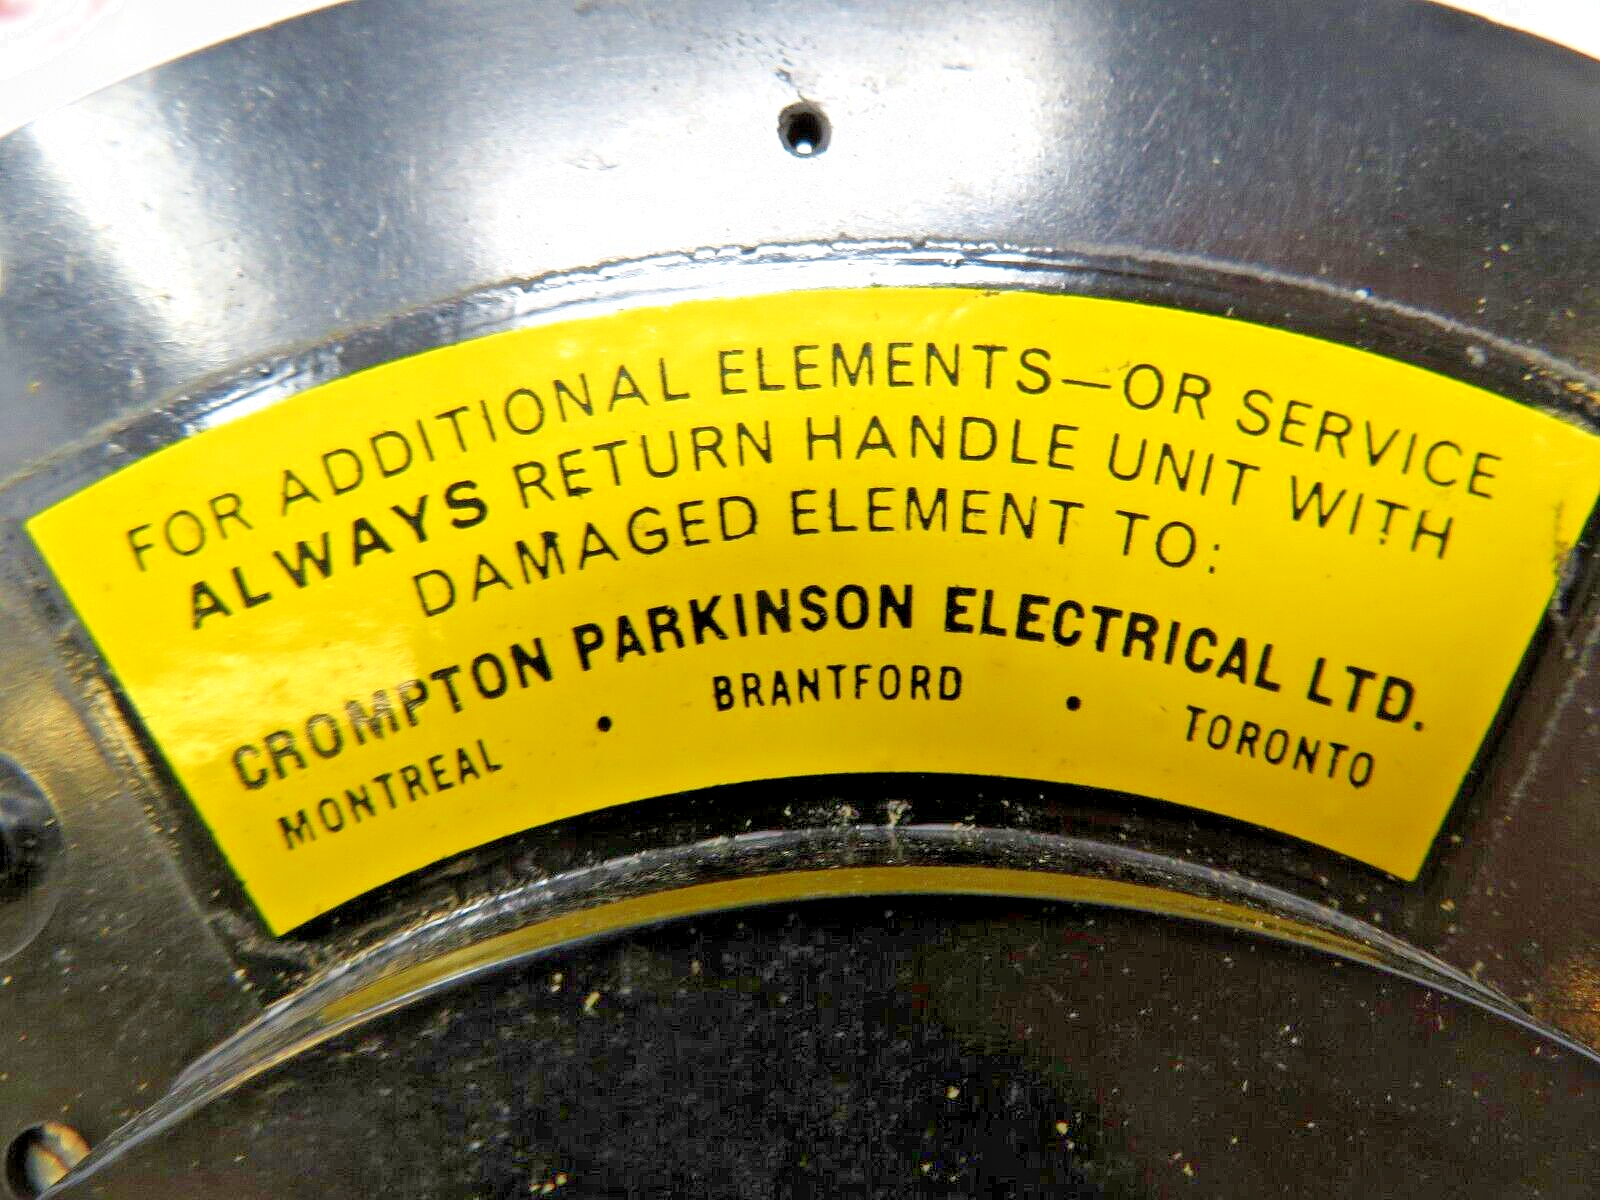 FOR ADDITIONAL ELEMENTS—OR SERVICE
ALWAYS RETURN HANDLE UNIT WITH
DAMAGED ELEMENT TO:
CROMPTON PARKINSON ELECTRICAL LTD.
MONTREAL • BRANTFORD • TORONTO